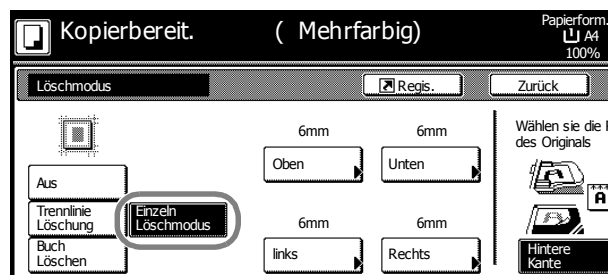 Kopierbereit. ( Mehrfarbig) Papierform.
1 A4
100%
Löschmodus Regis. Zurück
6mm 6mm Wählen sie die
des Originals
Oben Unten
Aus
A
Trennlinie Löschung
Einzeln Löschmodus
6mm 6mm
Buch Löschen
links Rechts
Hintere Kante